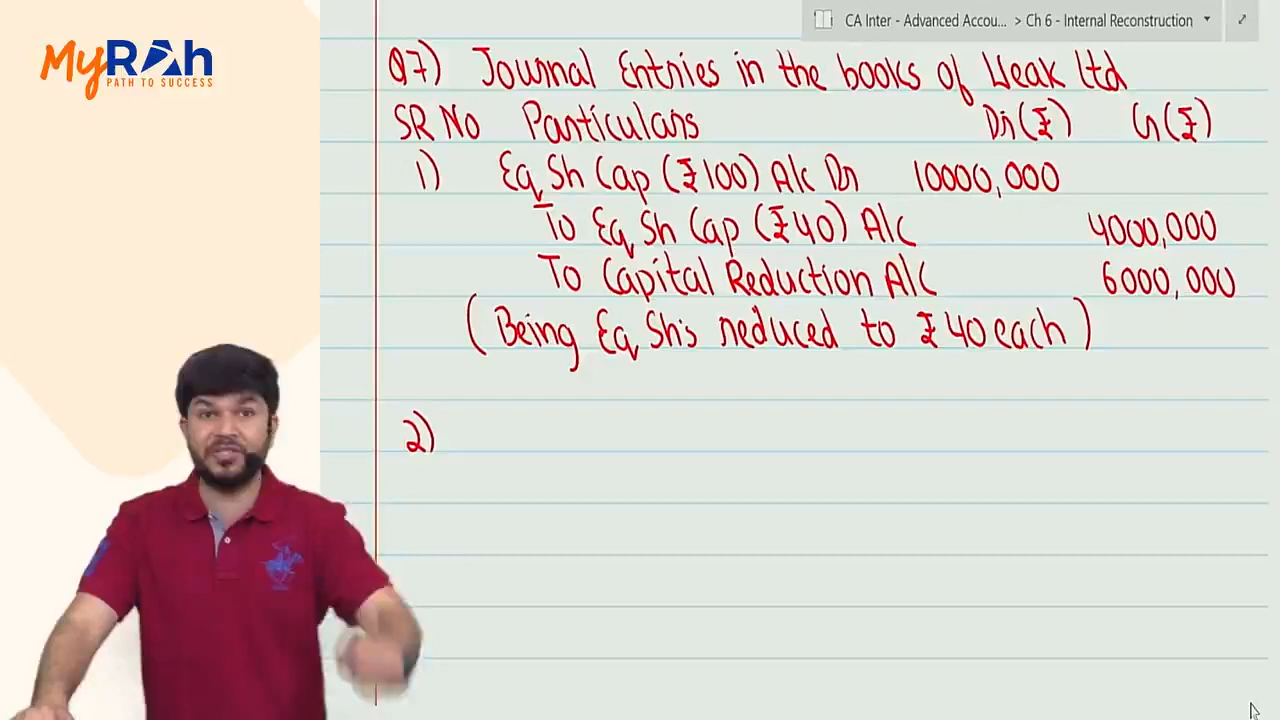 MyRAh
PATH TO SUCCESS
CA Inter - Advanced Accou... > Ch 6 - Internal Reconstruction
Q7) Journal Entries in the books of Weak Ltd
SR No Particulars Dr (₹) Cr (₹)
1) Eq Sh Cap (₹100) A/c Dr 10000,000
To Eq Sh Cap (₹40) A/c 4000,000
To Capital Reduction A/c 6000,000
(Being Eq Sh's reduced to ₹40 each)
2)